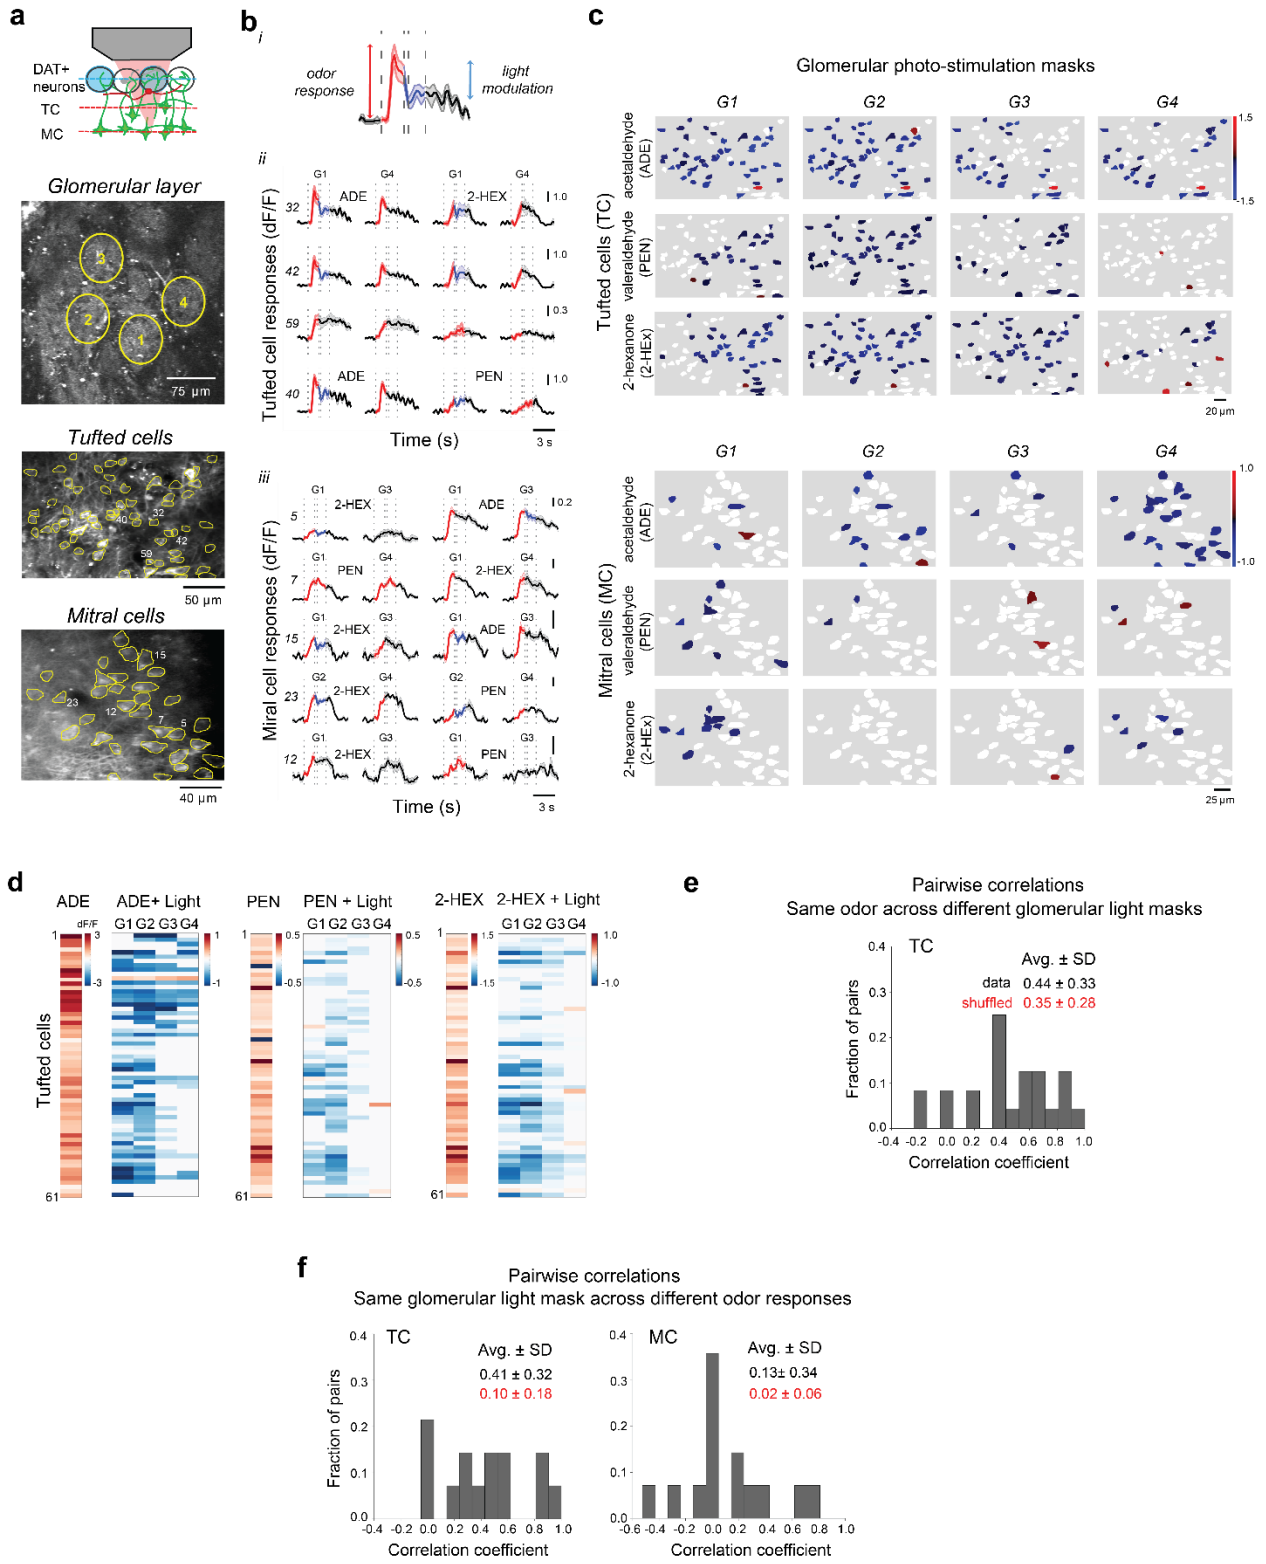 a
DAT+
neurons
TC
MC
Glomerular layer
3
4
2
1
75 µm
Tufted cells
32
40
42
59
50 µm
Mitral cells
15
23
12
7
5
40 µm
b
i
odor
response
light
modulation
ii
Tufted cell responses (dF/F)
G1
ADE
G4
G1
2-HEX
G4
32
1.0
42
1.0
59
0.3
40
ADE
PEN
1.0
Time (s)
3 s
iii
Miral cell responses (dF/F)
G1
2-HEX
G3
G1
ADE
G3
5
0.2
G1
PEN
G4
G1
2-HEX
G4
7
G1
2-HEX
G3
G1
ADE
G3
15
G2
2-HEX
G4
G2
PEN
G4
23
G1
2-HEX
G3
G1
PEN
G3
12
Time (s)
3 s
c
Glomerular photo-stimulation masks
G1
G2
G3
G4
Tufted cells (TC)
acetaldehyde
(ADE)
valeraldehyde
(PEN)
2-hexanone
(2-HEx)
1.5
-1.5
20 µm
G1
G2
G3
G4
Mitral cells (MC)
acetaldehyde
(ADE)
valeraldehyde
(PEN)
2-hexanone
(2-HEx)
1.0
-1.0
25 µm
d
ADE
ADE+ Light
PEN
PEN + Light
2-HEX
2-HEX + Light
dF/F
G1 G2 G3 G4
G1 G2 G3 G4
G1 G2 G3 G4
1
3
-3
1
-1
1
0.5
-0.5
0.5
-0.5
1
1.5
-1.5
1.0
-1.0
Tufted cells
61
61
61
e
Pairwise correlations
Same odor across different glomerular light masks
TC
Avg. ± SD
data 0.44 ± 0.33
shuffled 0.35 ± 0.28
Fraction of pairs
0.4
0.3
0.2
0.1
0.0
-0.4 -0.2 0.0 0.2 0.4 0.6 0.8 1.0
Correlation coefficient
f
Pairwise correlations
Same glomerular light mask across different odor responses
TC
Avg. ± SD
0.41 ± 0.32
0.10 ± 0.18
Fraction of pairs
0.4
0.3
0.2
0.1
0.0
-0.4 -0.2 0.0 0.2 0.4 0.6 0.8 1.0
Correlation coefficient
MC
Avg. ± SD
0.13± 0.34
0.02 ± 0.06
0.4
0.3
0.2
0.1
0.0
-0.6 -0.4 -0.2 0.0 0.2 0.4 0.6 0.8 1.0
Correlation coefficient